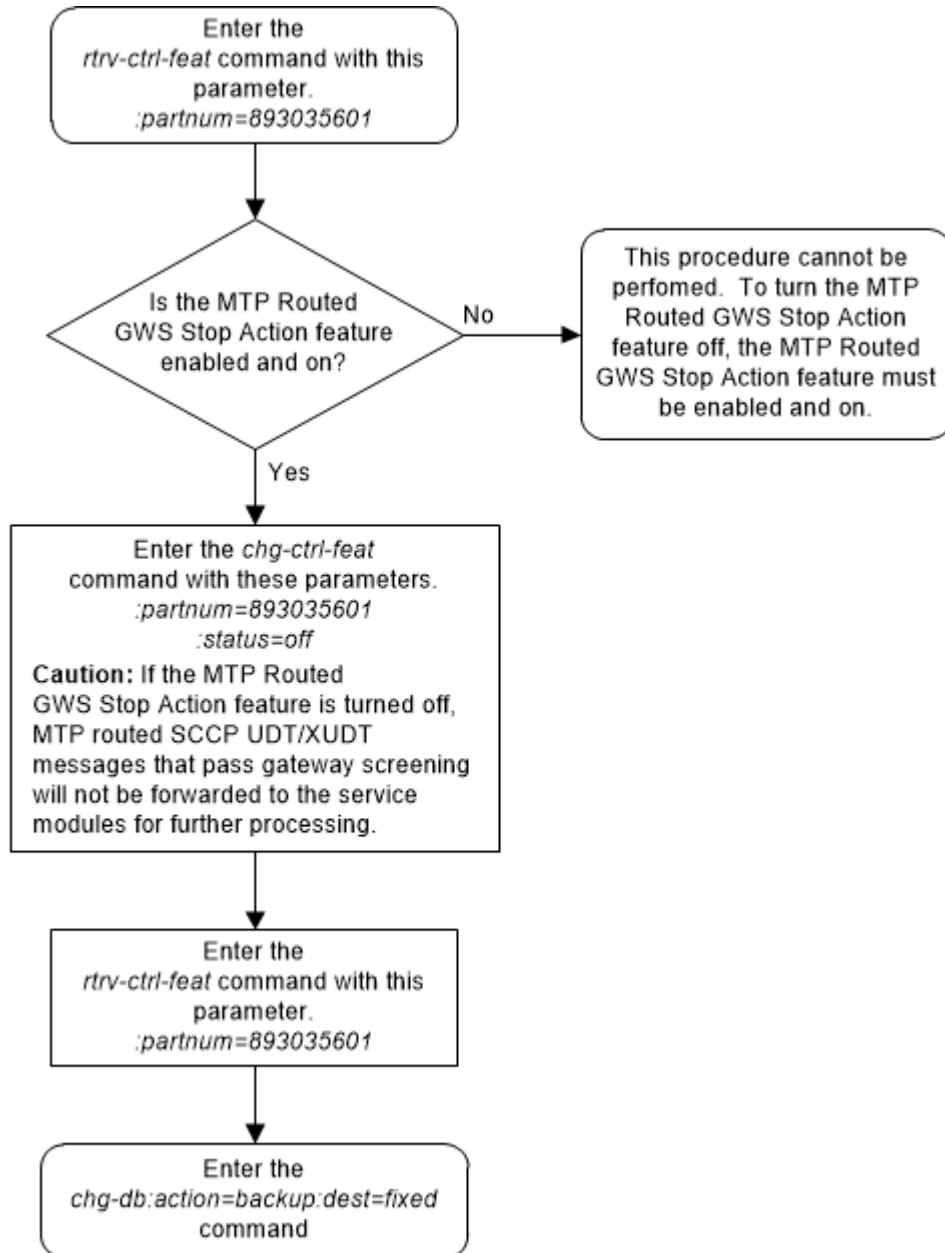 Enter the
rtrv-ctrl-feat command with this
parameter.
:partnum=893035601
Is the MTP Routed
GWS Stop Action feature
enabled and on?
No
This procedure cannot be
perfomed. To turn the MTP
Routed GWS Stop Action
feature off, the MTP Routed
GWS Stop Action feature must
be enabled and on.
Yes
Enter the chg-ctrl-feat
command with these parameters.
:partnum=893035601
:status=off
Caution: If the MTP Routed
GWS Stop Action feature is turned off,
MTP routed SCCP UDT/XUDT
messages that pass gateway screening
will not be forwarded to the service
modules for further processing.
Enter the
rtrv-ctrl-feat command with this
parameter.
:partnum=893035601
Enter the
chg-db:action=backup:dest=fixed
command